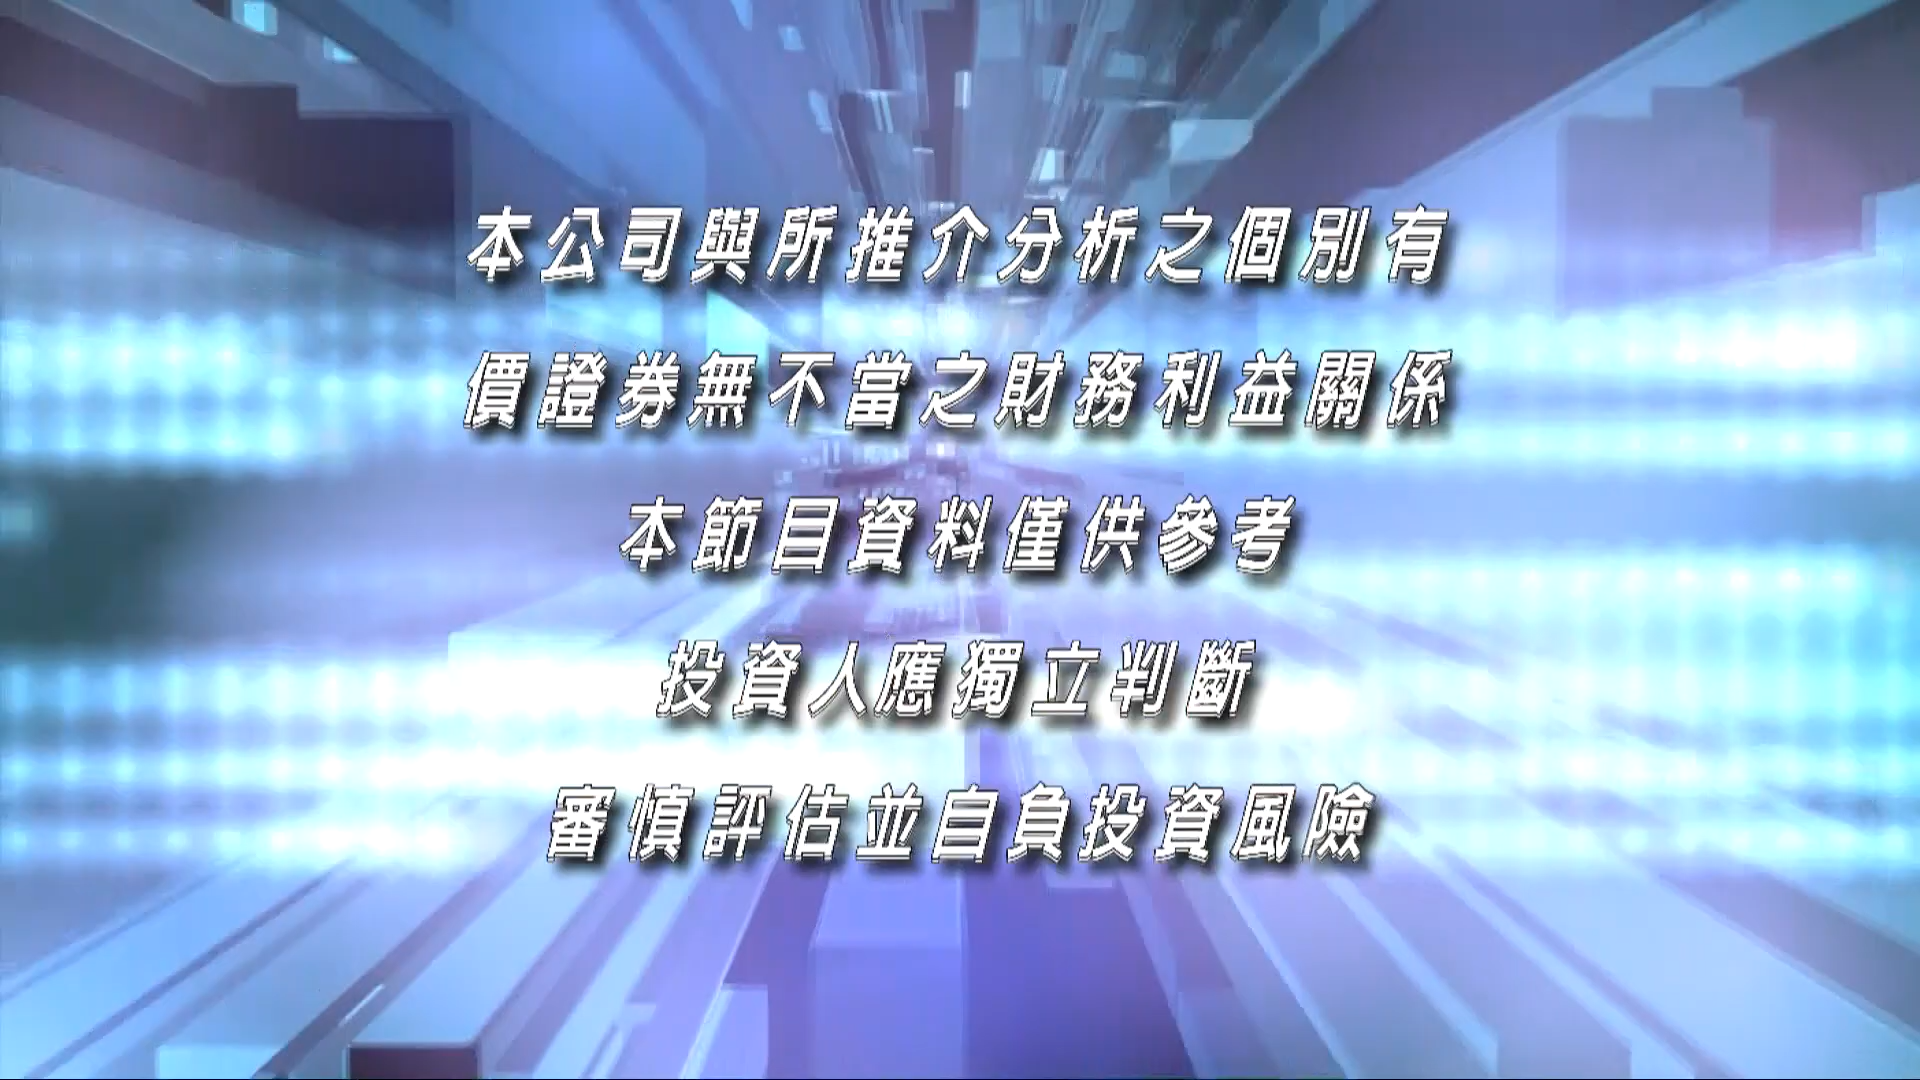 本公司與所推介分析之個別有
價證券無不當之財務利益關係
本節目資料僅供參考
投資人應獨立判斷
審慎評估並自負投資風險